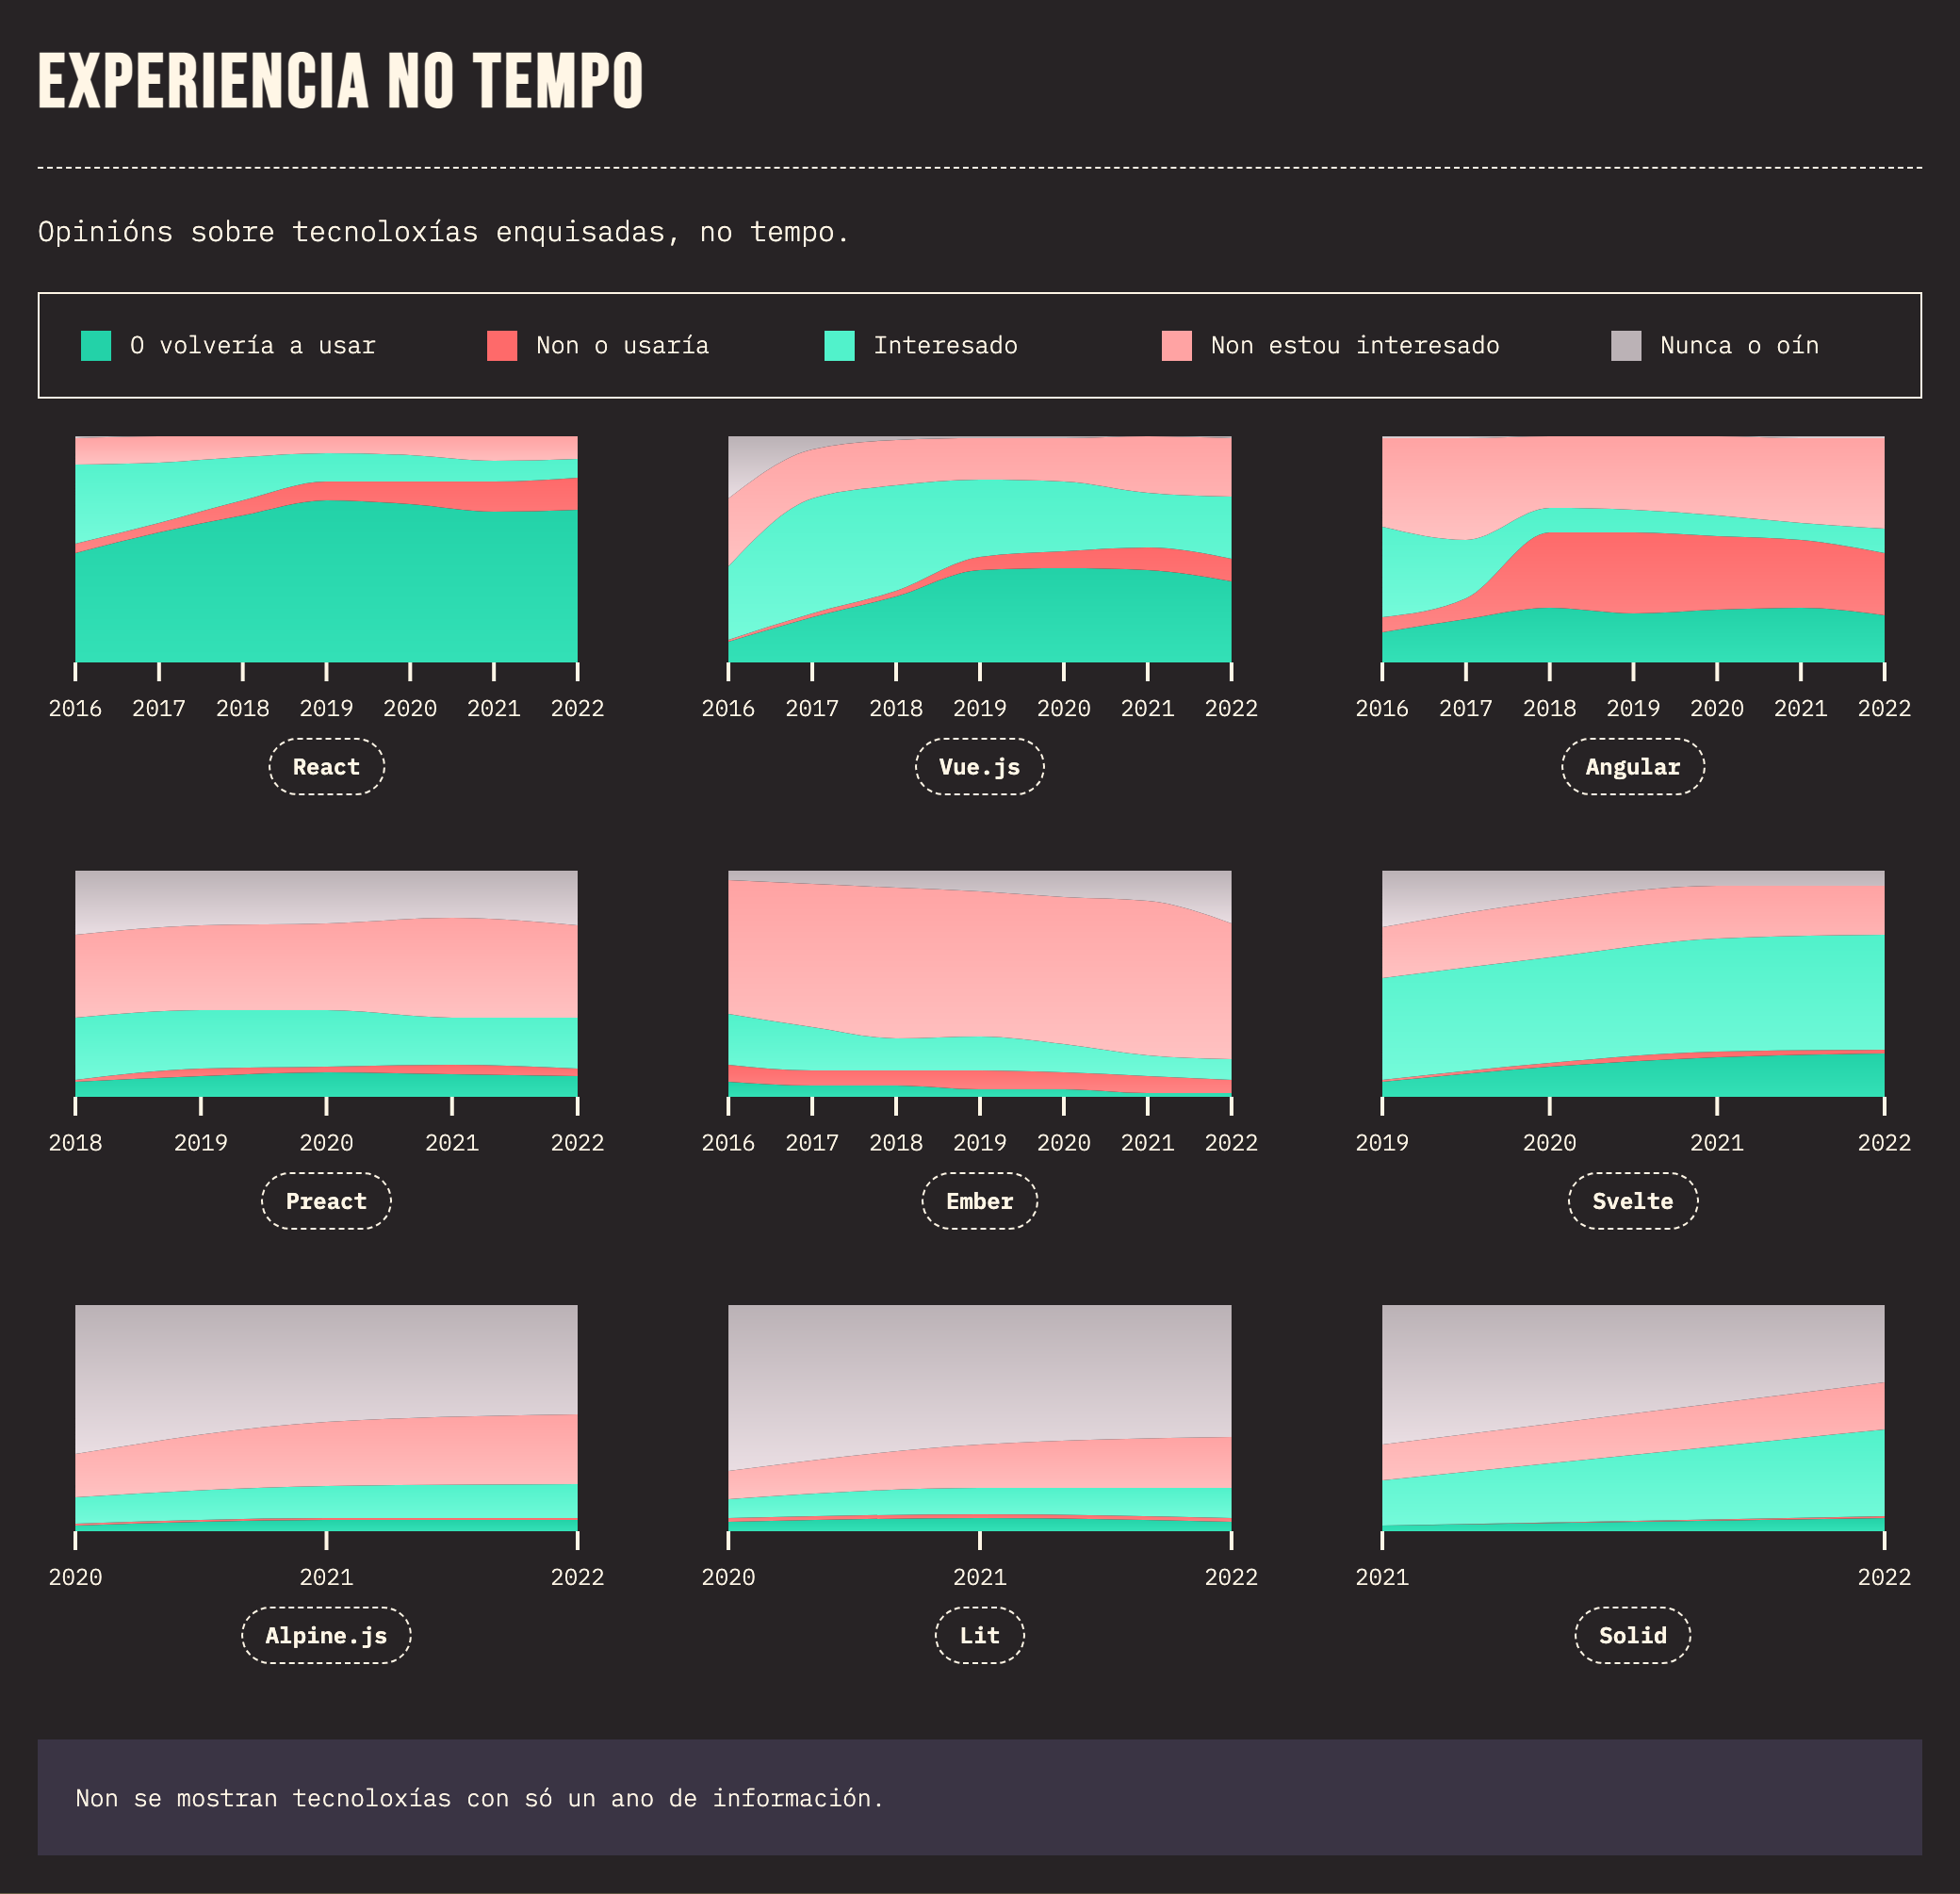 EXPERIENCIA NO TEMPO
Opinións sobre tecnoloxías enquisadas, no tempo.
O volvería a usar Non o usaría Interesado Non estou interesado Nunca o oín
2016 2017 2018 2019 2020 2021 2022
React
2016 2017 2018 2019 2020 2021 2022
Vue.js
2016 2017 2018 2019 2020 2021 2022
Angular
2018 2019 2020 2021 2022
Preact
2016 2017 2018 2019 2020 2021 2022
Ember
2019 2020 2021 2022
Svelte
2020 2021 2022
Alpine.js
2020 2021 2022
Lit
2021 2022
Solid
Non se mostran tecnoloxías con só un ano de información.